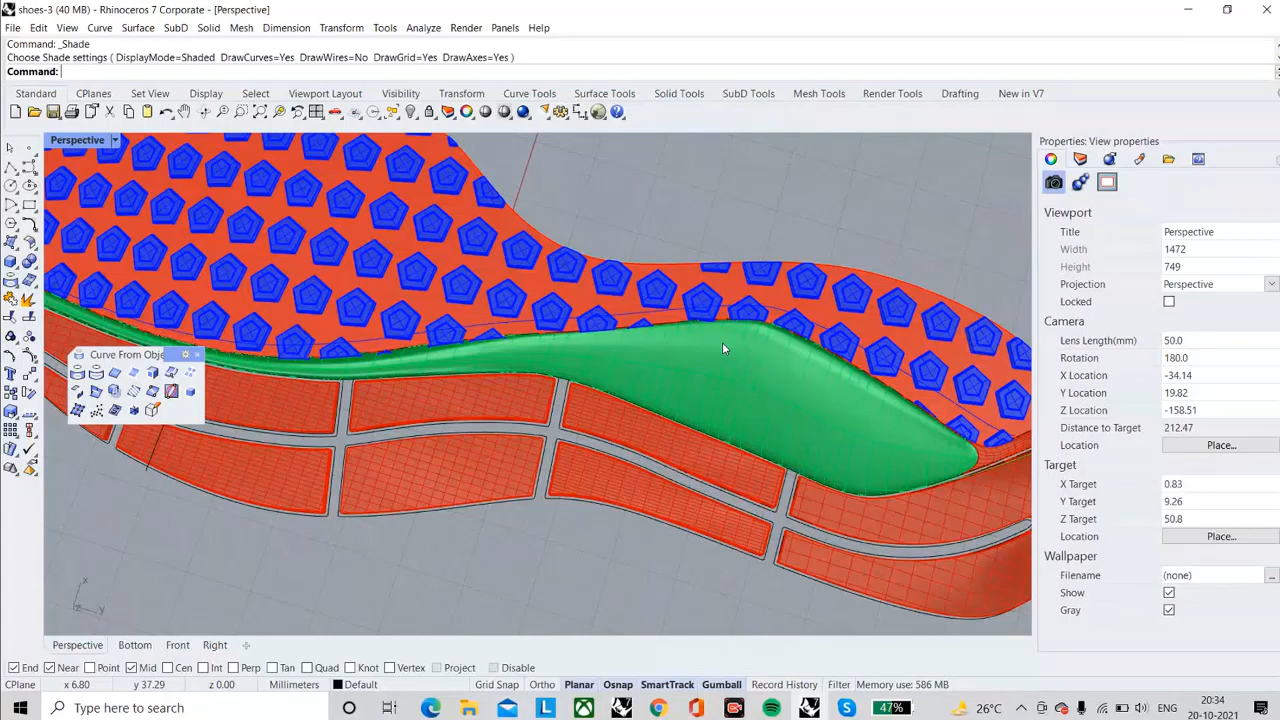 shoes-3 (40 MB) - Rhinoceros 7 Corporate - [Perspective]
File Edit View Curve Surface SubD Solid Mesh Dimension Transform Tools Analyze Render Panels Help
Command: _Shade
Choose Shade settings ( DisplayMode=Shaded DrawCurves=Yes DrawWires=No DrawGrid=Yes DrawAxes=Yes )
Command:
Standard CPlanes Set View Display Select Viewport Layout Visibility Transform Curve Tools Surface Tools Solid Tools SubD Tools Mesh Tools Render Tools Drafting New in V7
Perspective
Properties: View properties
Viewport
Title Perspective
Width 1472
Height 749
Projection Perspective
Locked
Camera
Lens Length(mm) 50.0
Rotation 180.0
X Location -34.14
Y Location 19.82
Z Location -158.51
Distance to Target 212.47
Location Place...
Target
X Target 0.83
Y Target 9.26
Z Target 50.8
Location Place...
Wallpaper
Filename (none) ...
Show
Gray
Curve From Obje
x
z y
Perspective Bottom Front Right
End Near Point Mid Cen Int Perp Tan Quad Knot Vertex Project Disable
CPlane x 6.80 y 37.29 z 0.00 Millimeters Default Grid Snap Ortho Planar Osnap SmartTrack Gumball Record History Filter Memory use: 586 MB
Type here to search
47%
26°C
20:34
20-10-2021